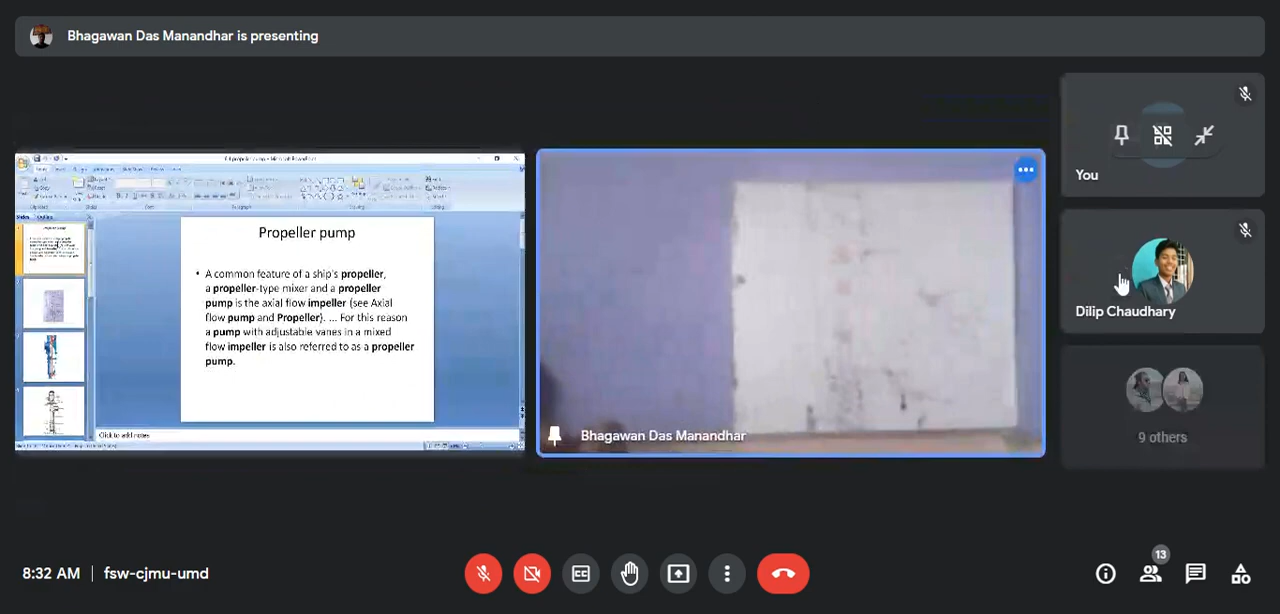 Bhagawan Das Manandhar is presenting
Propeller pump
• A common feature of a ship's propeller,
a propeller-type mixer and a propeller
pump is the axial flow impeller (see Axial
flow pump and Propeller). ... For this reason
a pump with adjustable vanes in a mixed
flow impeller is also referred to as a propeller
pump.
Click to add notes
Bhagawan Das Manandhar
You
Dilip Chaudhary
9 others
8:32 AM | fsw-cjmu-umd
CC
13